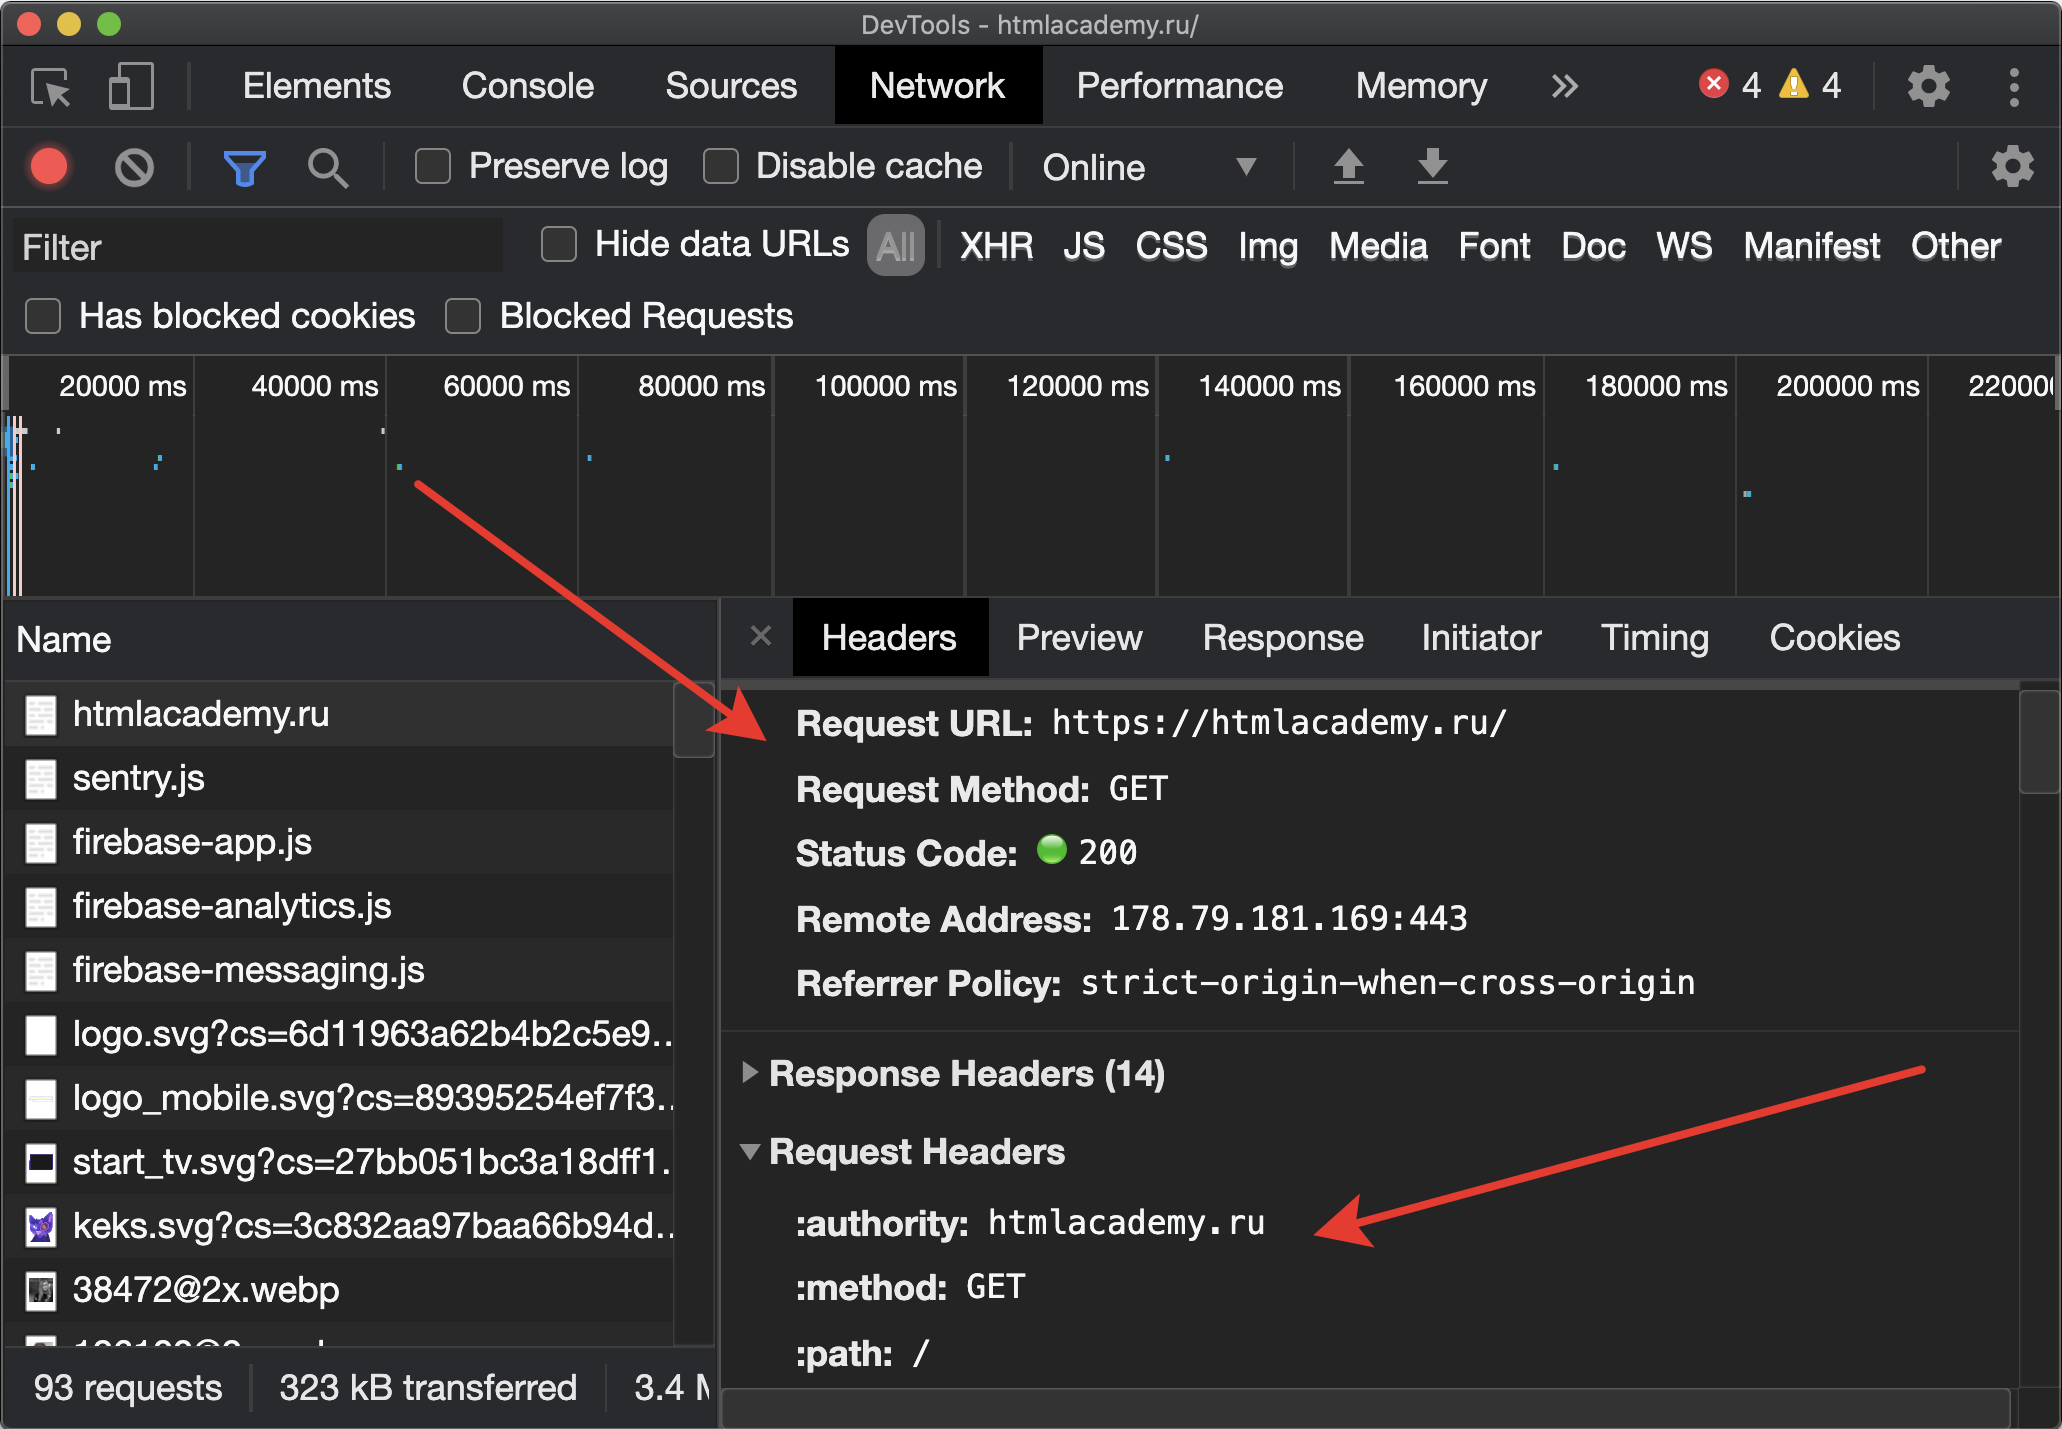 DevTools - htmlacademy.ru/
Elements Console Sources Network Performance Memory » 4 4
Preserve log Disable cache Online
Filter Hide data URLs All XHR JS CSS Img Media Font Doc WS Manifest Other
Has blocked cookies Blocked Requests
20000 ms 40000 ms 60000 ms 80000 ms 100000 ms 120000 ms 140000 ms 160000 ms 180000 ms 200000 ms
Name
htmlacademy.ru
sentry.js
firebase-app.js
firebase-analytics.js
firebase-messaging.js
logo.svg?cs=6d11963a62b4b2c5e9…
logo_mobile.svg?cs=89395254ef7f3…
start_tv.svg?cs=27bb051bc3a18dff1…
keks.svg?cs=3c832aa97baa66b94d…
38472@2x.webp
93 requests 323 kB transferred 3.4
Headers Preview Response Initiator Timing Cookies
Request URL: https://htmlacademy.ru/
Request Method: GET
Status Code: 200
Remote Address: 178.79.181.169:443
Referrer Policy: strict-origin-when-cross-origin
Response Headers (14)
Request Headers
:authority: htmlacademy.ru
:method: GET
:path: /